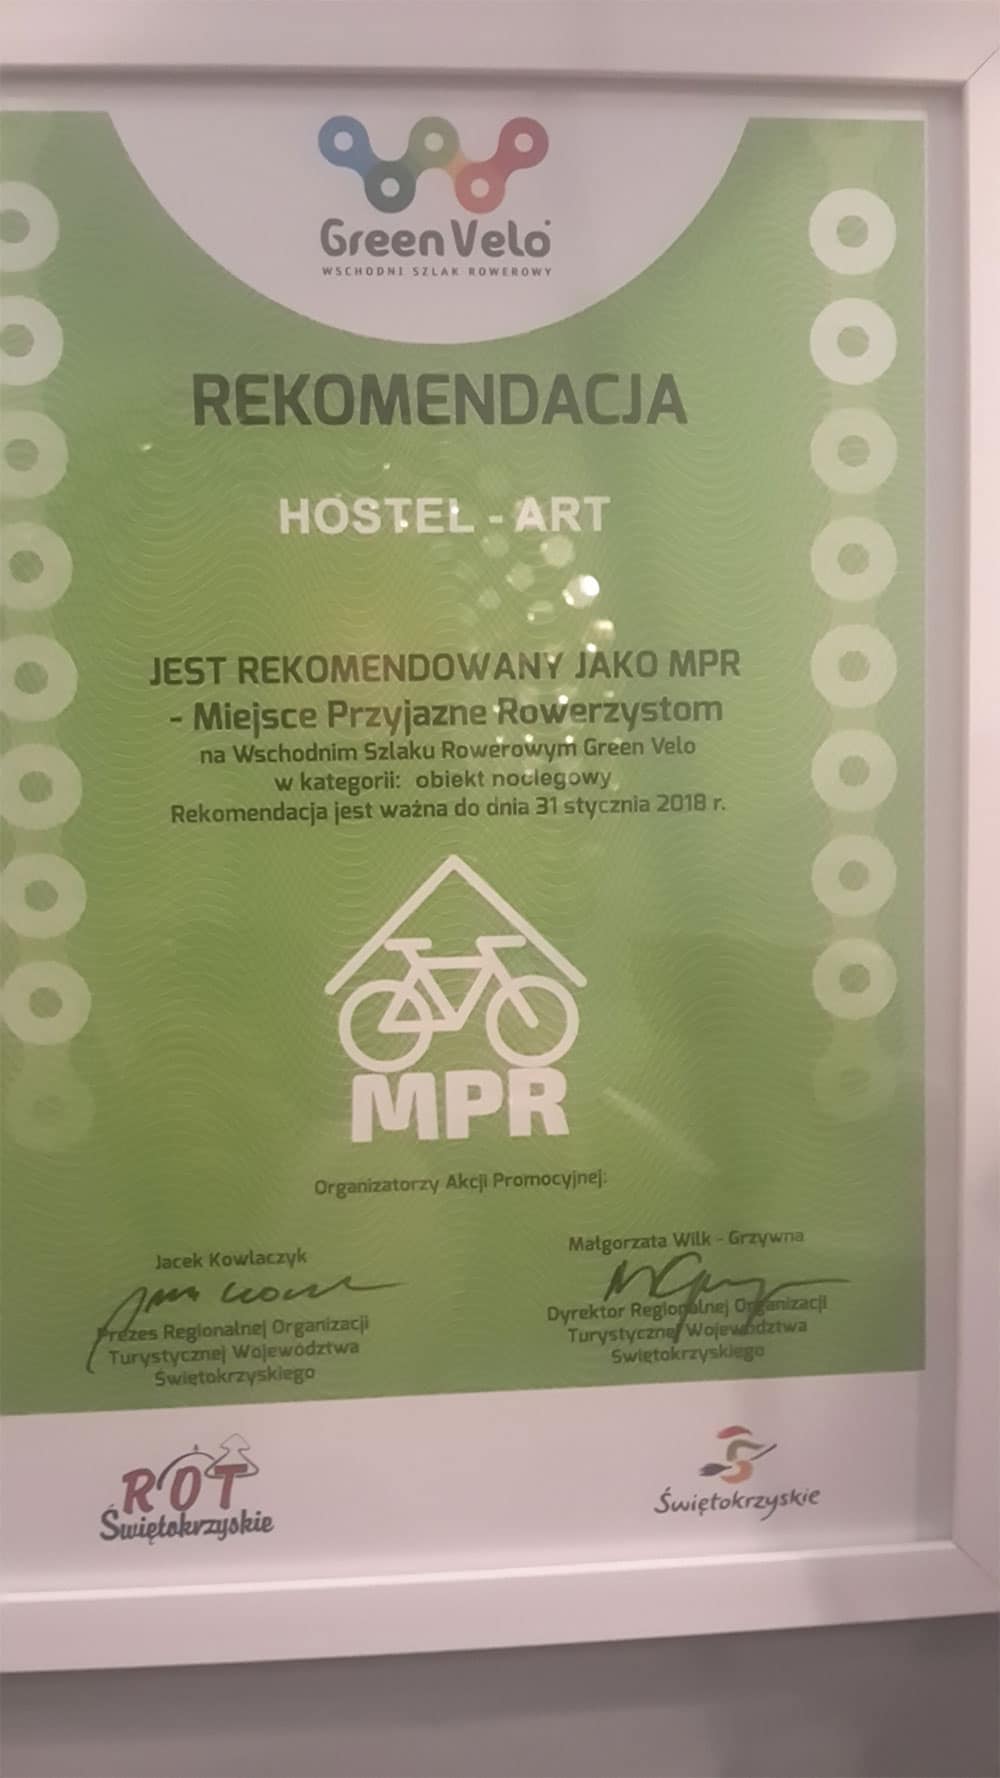 Green Velo
WSCHODNI SZLAK ROWEROWY
REKOMENDACJA
HOSTEL - ART
JEST REKOMENDOWANY JAKO MPR
- Miejsce Przyjazne Rowerzystom
na Wschodnim Szlaku Rowerowym Green Velo
w kategorii: obiekt noclegowy
Rekomendacja jest ważna do dnia 31 stycznia 2018 r.
MPR
Organizatorzy Akcji Promocyjnej:
Jacek Kowlaczyk
Prezes Regionalnej Organizacji
Turystycznej Województwa
Świętokrzyskiego
Małgorzata Wilk - Grzywna
Dyrektor Regionalnej Organizacji
Turystycznej Województwa
Świętokrzyskiego
ROT
Świętokrzyskie
Świętokrzyskie